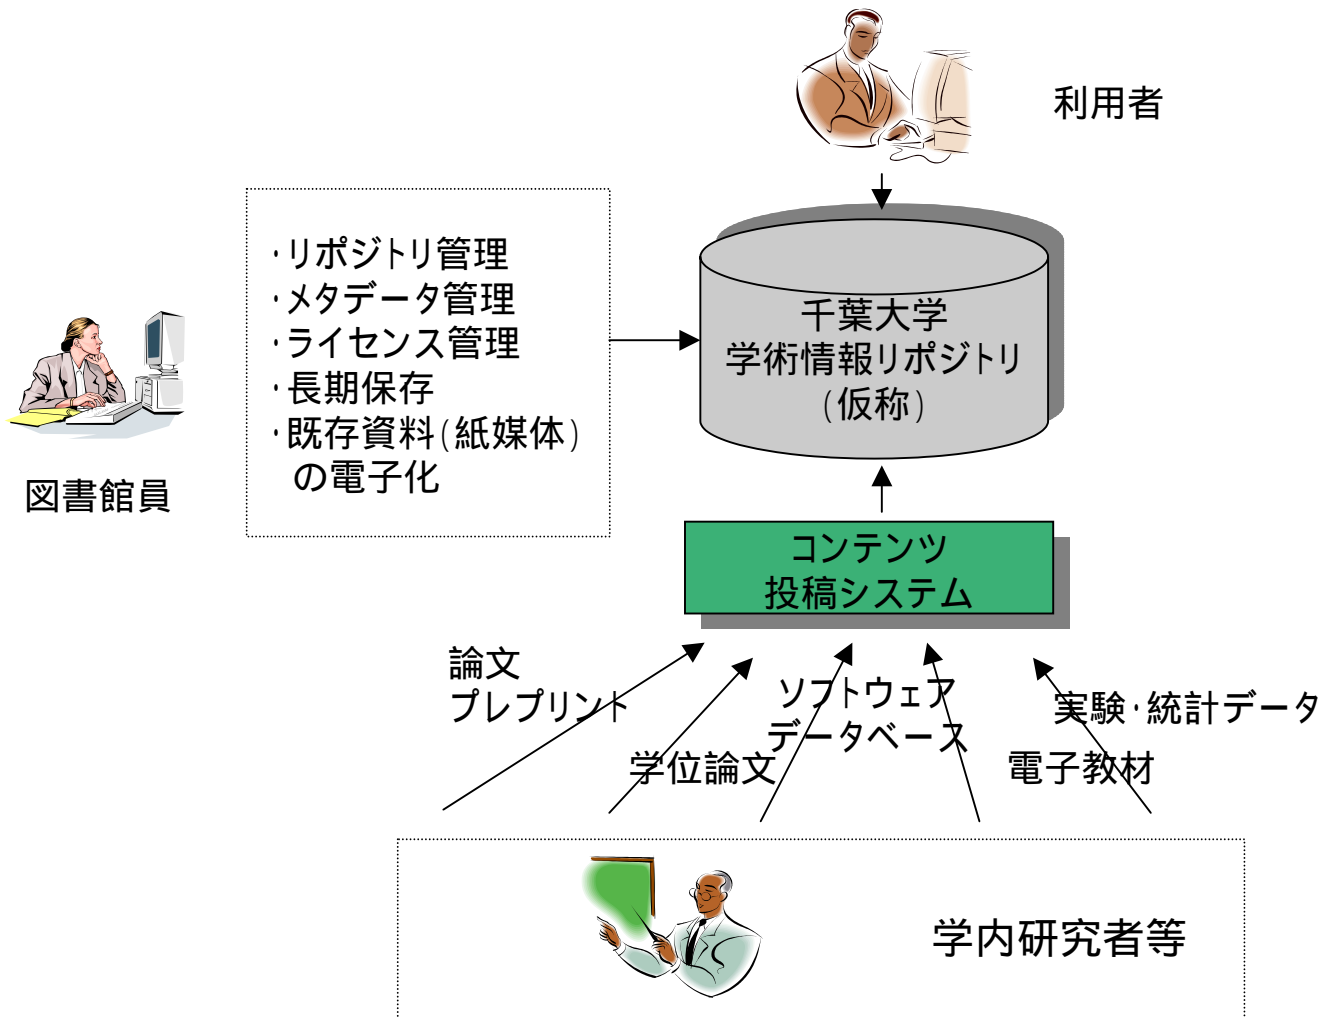 利用者
・リポジトリ管理
・メタデータ管理
・ライセンス管理
・長期保存
・既存資料(紙媒体)
の電子化
図書館員
千葉大学
学術情報リポジトリ
(仮称)
コンテンツ
投稿システム
論文
プレプリント
学位論文
ソフトウェア
データベース
電子教材
実験・統計データ
学内研究者等